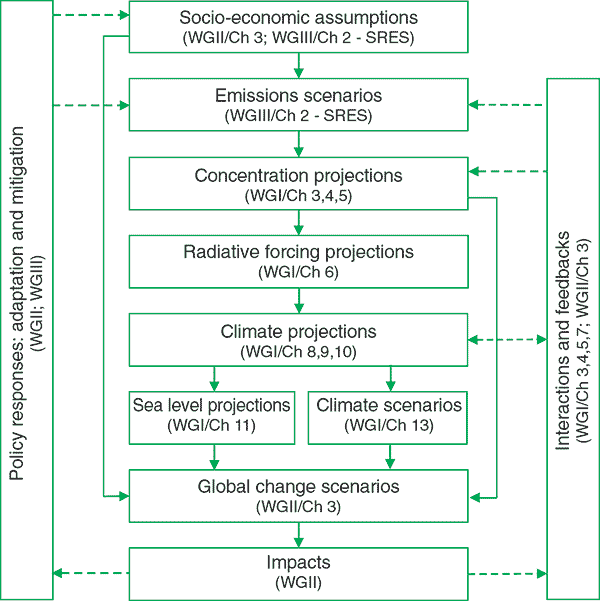 Socio-economic assumptions
(WGII/Ch 3; WGIII/Ch 2 - SRES)
Emissions scenarios
(WGIII/Ch 2 - SRES)
Concentration projections
(WGI/Ch 3,4,5)
Radiative forcing projections
(WGI/Ch 6)
Climate projections
(WGI/Ch 8,9,10)
Sea level projections
(WGI/Ch 11)
Climate scenarios
(WGI/Ch 13)
Global change scenarios
(WGII/Ch 3)
Impacts
(WGII)
Policy responses: adaptation and mitigation
(WGII; WGIII)
Interactions and feedbacks
(WGI/Ch 3,4,5,7; WGII/Ch 3)